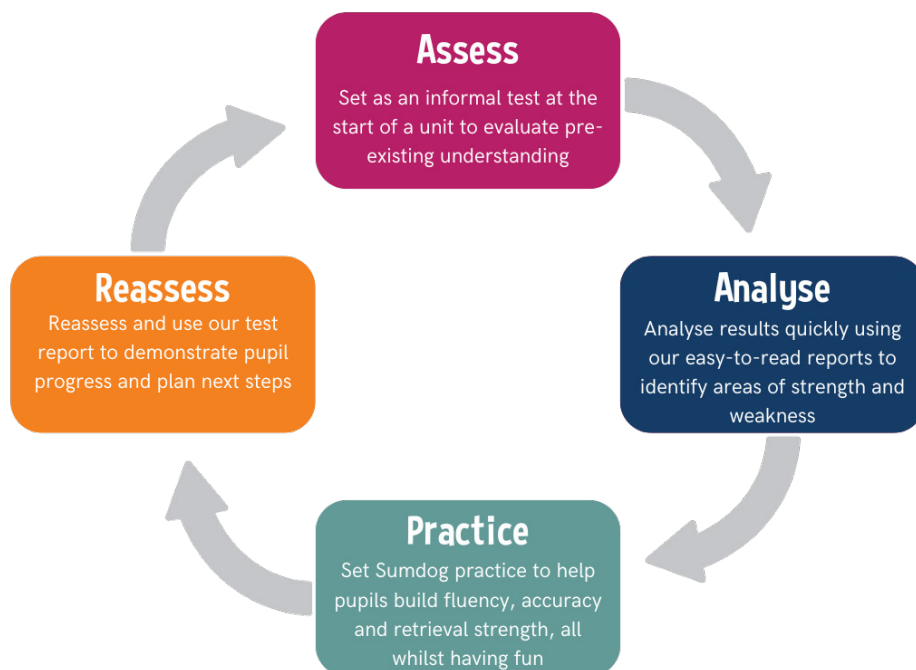 Assess
Set as an informal test at the
start of a unit to evaluate pre-
existing understanding
Analyse
Analyse results quickly using
our easy-to-read reports to
identify areas of strength and
weakness
Practice
Set Sumdog practice to help
pupils build fluency, accuracy
and retrieval strength, all
whilst having fun
Reassess
Reassess and use our test
report to demonstrate pupil
progress and plan next steps